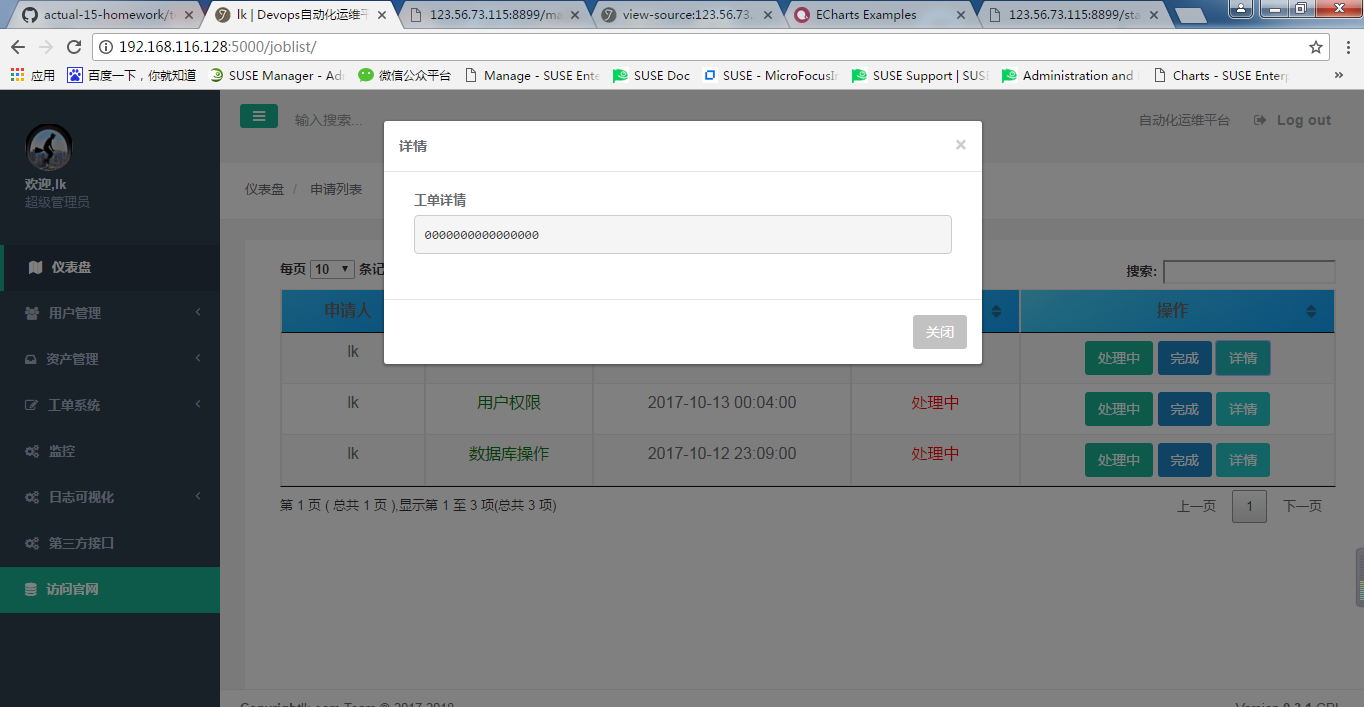 actual-15-homework/t
lk | Devops自动化运维平
123.56.73.115:8899/ma
view-source:123.56.73.
ECharts Examples
123.56.73.115:8899/sta
192.168.116.128:5000/joblist/
应用
百度一下，你就知道
SUSE Manager - Ad
微信公众平台
Manage - SUSE Ente
SUSE Doc
SUSE - MicroFocusIn
SUSE Support | SUS
Administration and
Charts - SUSE Enterp
»
输入搜索...
自动化运维平台
Log out
欢迎,lk
超级管理员
仪表盘
用户管理
资产管理
工单系统
监控
日志可视化
第三方接口
访问官网
仪表盘 / 申请列表
详情
×
工单详情
0000000000000000
关闭
每页 10 条记
搜索:
申请人
操作
lk
处理中 完成 详情
lk 用户权限 2017-10-13 00:04:00 处理中 处理中 完成 详情
lk 数据库操作 2017-10-12 23:09:00 处理中 处理中 完成 详情
第 1 页 ( 总共 1 页 ),显示第 1 至 3 项(总共 3 项)
上一页 1 下一页